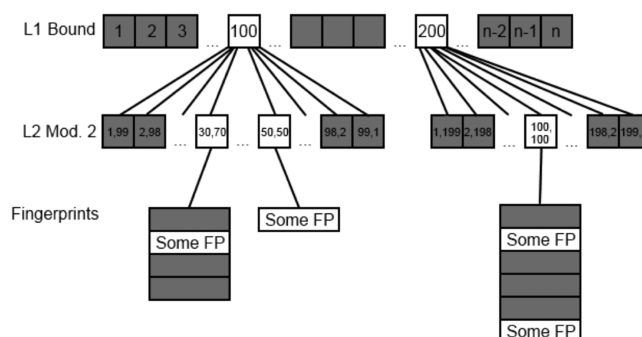 L1 Bound 1 2 3 ... 100 ... ... 200 ... n-2 n-1 n
L2 Mod. 2 1,99 2,98 ... 30,70 ... 50,50 ... 98,2 99,1 1,199 2,198 ... 100, 100 ... 198,2 199,
Fingerprints
Some FP
Some FP
Some FP
Some FP